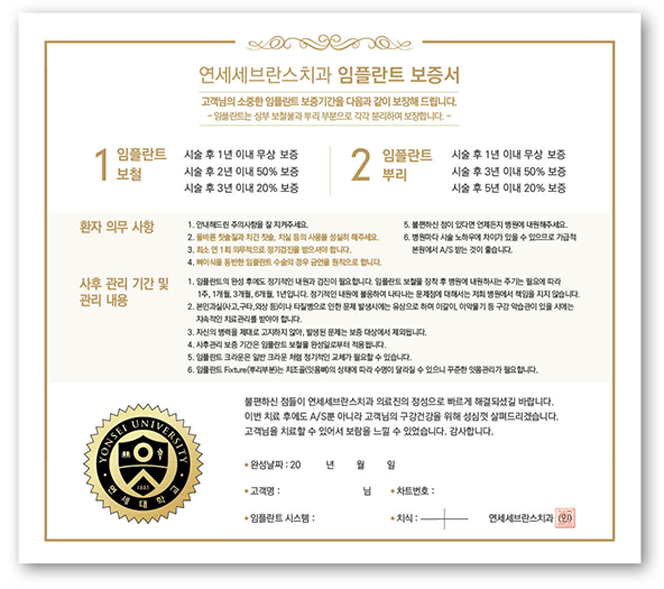 연세세브란스치과 임플란트 보증서
고객님의 소중한 임플란트 보증기간을 다음과 같이 보장해 드립니다.
- 임플란트는 상부 보철물과 뿌리 부분으로 각각 분리하여 보장합니다. -
1 임플란트 보철
시술 후 1년 이내 무상 보증
시술 후 2년 이내 50% 보증
시술 후 3년 이내 20% 보증
2 임플란트 뿌리
시술 후 1년 이내 무상 보증
시술 후 3년 이내 50% 보증
시술 후 5년 이내 20% 보증
환자 의무 사항
1. 안내해드린 주의사항을 잘 지켜주세요.
2. 올바른 칫솔질과 치간 칫솔, 치실 등의 사용을 성실히 해주세요.
3. 최소 연 1회 의무적으로 정기검진을 받으셔야 합니다.
4. 뼈이식을 동반한 임플란트 수술의 경우 금연을 원칙으로 합니다.
5. 불편하신 점이 있다면 언제든지 병원에 내원해주세요.
6. 병원마다 시술 노하우에 차이가 있을 수 있으므로 가급적
본원에서 A/S 받는 것이 좋습니다.
사후 관리 기간 및
관리 내용
1. 임플란트의 완성 후에도 정기적인 내원과 검진이 필요합니다. 임플란트 보철물 장착 후 병원에 내원하시는 주기는 필요에 따라
1주, 1개월, 3개월, 6개월, 1년입니다. 정기적인 내원에 불응하여 나타나는 문제점에 대해서는 저희 병원에서 책임을 지지 않습니다.
2. 본인과실(사고, 구타, 외상 등)이나 타질병으로 인한 문제 발생시에는 유상으로 하며 이갈이, 이악물기 등 구강 악습관이 있을 시에는
지속적인 치료관리를 받아야 합니다.
3. 자신의 병력을 제대로 고지하지 않아, 발생된 문제는 보증 대상에서 제외됩니다.
4. 사후관리 보증 기간은 임플란트 보철물 완성일로부터 적용됩니다.
5. 임플란트 크라운은 일반 크라운 처럼 정기적인 교체가 필요할 수 있습니다.
6. 임플란트 Fixture(뿌리부분)는 치조골(잇몸뼈)의 상태에 따라 수명이 달라질 수 있으니 꾸준한 잇몸관리가 필요합니다.
불편하신 점들이 연세세브란스치과 의료진의 정성으로 빠르게 해결되셨길 바랍니다.
이번 치료 후에도 A/S뿐 아니라 고객님의 구강건강을 위해 성심껏 살펴드리겠습니다.
고객님을 치료할 수 있어서 보람을 느낄 수 있었습니다. 감사합니다.
YONSEI UNIVERSITY
1885
연세대학교
• 완성날짜 : 20 년 월 일
• 고객명 : 님 • 차트번호 :
• 임플란트 시스템 : • 치식 : 연세세브란스치과